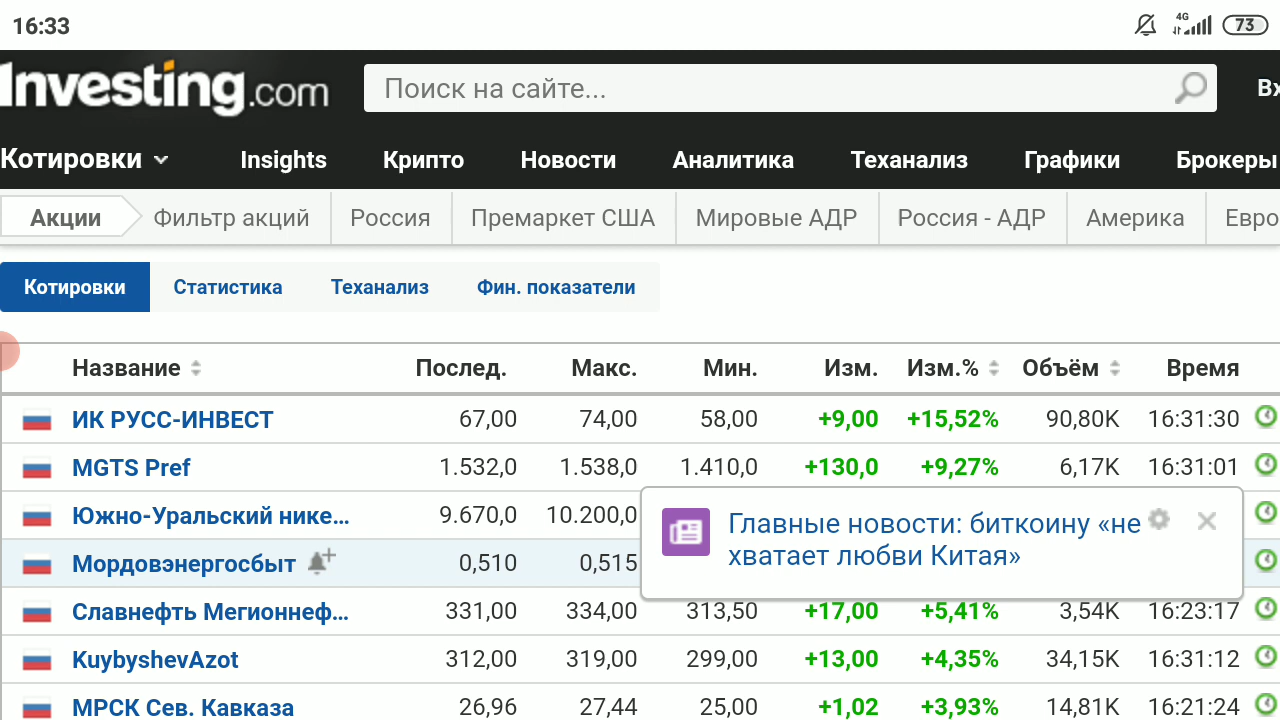 16:33
4G
73
Investing.com
Поиск на сайте...
Вх
Котировки
Insights
Крипто
Новости
Аналитика
Теханализ
Графики
Брокеры
Акции
Фильтр акций
Россия
Премаркет США
Мировые АДР
Россия - АДР
Америка
Евро
Котировки
Статистика
Теханализ
Фин. показатели
Название Послед. Макс. Мин. Изм. Изм.% Объём Время
ИК РУСС-ИНВЕСТ 67,00 74,00 58,00 +9,00 +15,52% 90,80K 16:31:30
MGTS Pref 1.532,0 1.538,0 1.410,0 +130,0 +9,27% 6,17K 16:31:01
Южно-Уральский нике... 9.670,0 10.200,0
Мордовэнергосбыт 0,510 0,515
Главные новости: биткоину «не
хватает любви Китая»
Славнефть Мегионнеф... 331,00 334,00 313,50 +17,00 +5,41% 3,54K 16:23:17
KuybyshevAzot 312,00 319,00 299,00 +13,00 +4,35% 34,15K 16:31:12
МРСК Сев. Кавказа 26,96 27,44 25,00 +1,02 +3,93% 14,81K 16:21:24